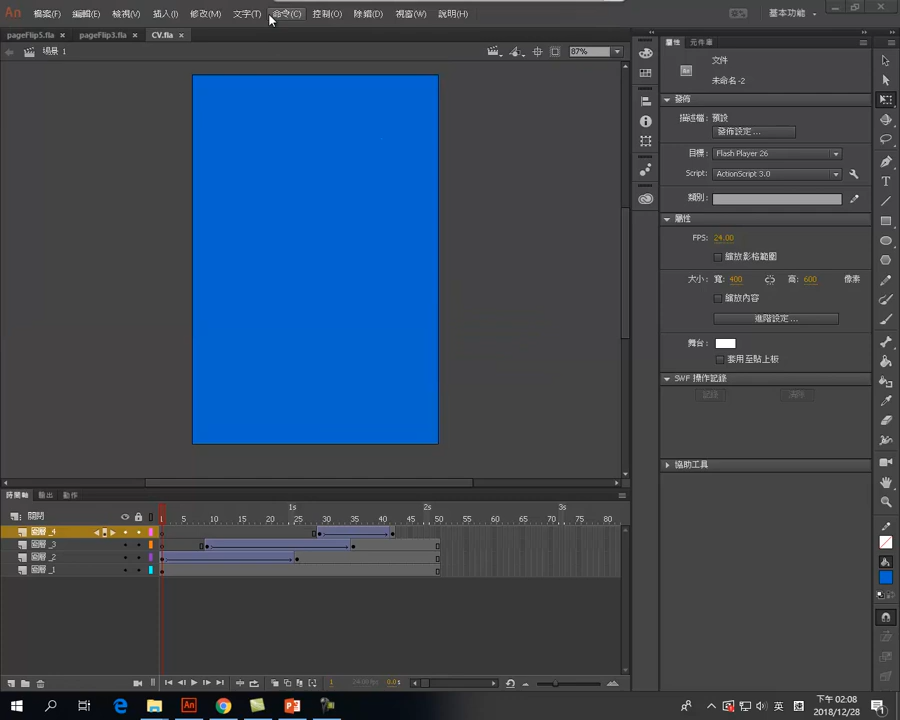 An 檔案(F) 編輯(E) 檢視(V) 插入(I) 修改(M) 文字(T) 命令(C) 控制(O) 除錯(D) 視窗(W) 說明(H) 基本功能
pageFlip5.fla × pageFlip3.fla × CV.fla ×
場景 1 87%
屬性 元件庫
文件
未命名-2
發佈
描述檔: 預設
發佈設定...
目標: Flash Player 26
Script: ActionScript 3.0
類別:
屬性
FPS: 24.00
縮放影格範圍
大小: 寬: 400 高: 600 像素
縮放內容
進階設定...
舞台:
套用至貼上板
SWF 操作記錄
記錄 清除
協助工具
時間軸 輸出 動作
1s 2s 3s
1 5 10 15 20 25 30 35 40 45 50 55 60 65 70 75 80
圖層_4
圖層_3
圖層_2
圖層_1
1 24.00 fps 0.0s
英
下午 02:08
2018/12/28